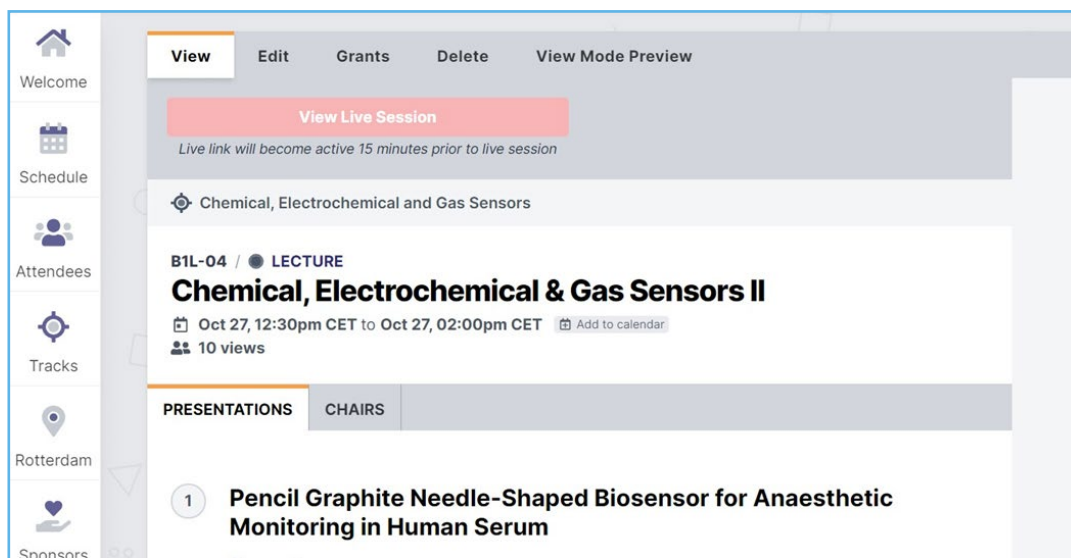 Welcome
Schedule
Attendees
Tracks
Rotterdam
Sponsors
View Edit Grants Delete View Mode Preview
View Live Session
Live link will become active 15 minutes prior to live session
Chemical, Electrochemical and Gas Sensors
B1L-04 / LECTURE
Chemical, Electrochemical & Gas Sensors II
Oct 27, 12:30pm CET to Oct 27, 02:00pm CET Add to calendar
10 views
PRESENTATIONS CHAIRS
1 Pencil Graphite Needle-Shaped Biosensor for Anaesthetic
Monitoring in Human Serum